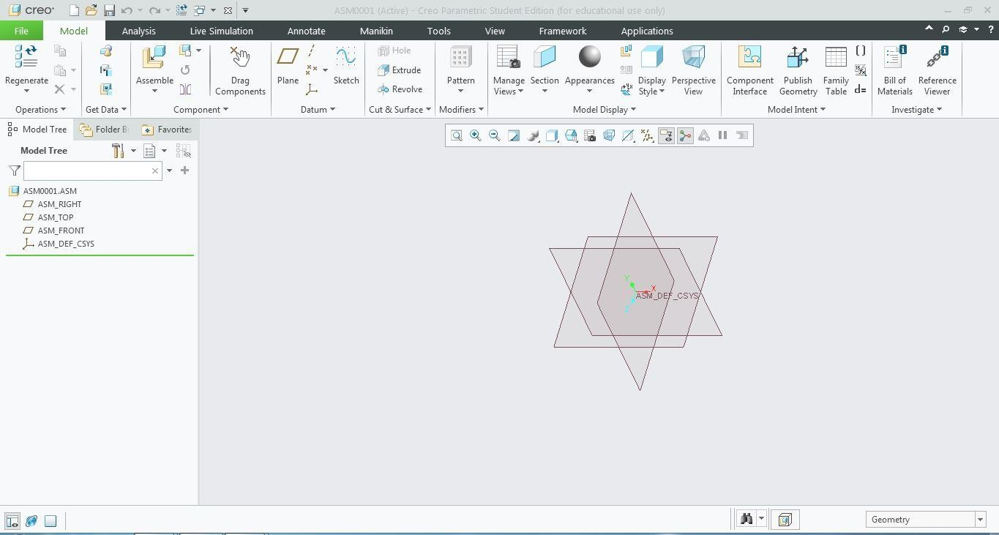 creo°
ASM0001 (Active) - Creo Parametric Student Edition (for educational use only)
File Model Analysis Live Simulation Annotate Manikin Tools View Framework Applications
Regenerate
Operations
Get Data
Assemble
Drag Components
Component
Plane
Sketch
Datum
Hole
Extrude
Revolve
Cut & Surface
Pattern
Modifiers
Manage Views
Section
Appearances
Display Style
Perspective View
Model Display
Component Interface
Publish Geometry
Family Table
d=
Model Intent
Bill of Materials
Reference Viewer
Investigate
Model Tree Folder B Favorites
Model Tree
ASM0001.ASM
ASM_RIGHT
ASM_TOP
ASM_FRONT
ASM_DEF_CSYS
Y
X
ASM_DEF_CSYS
Z
Geometry